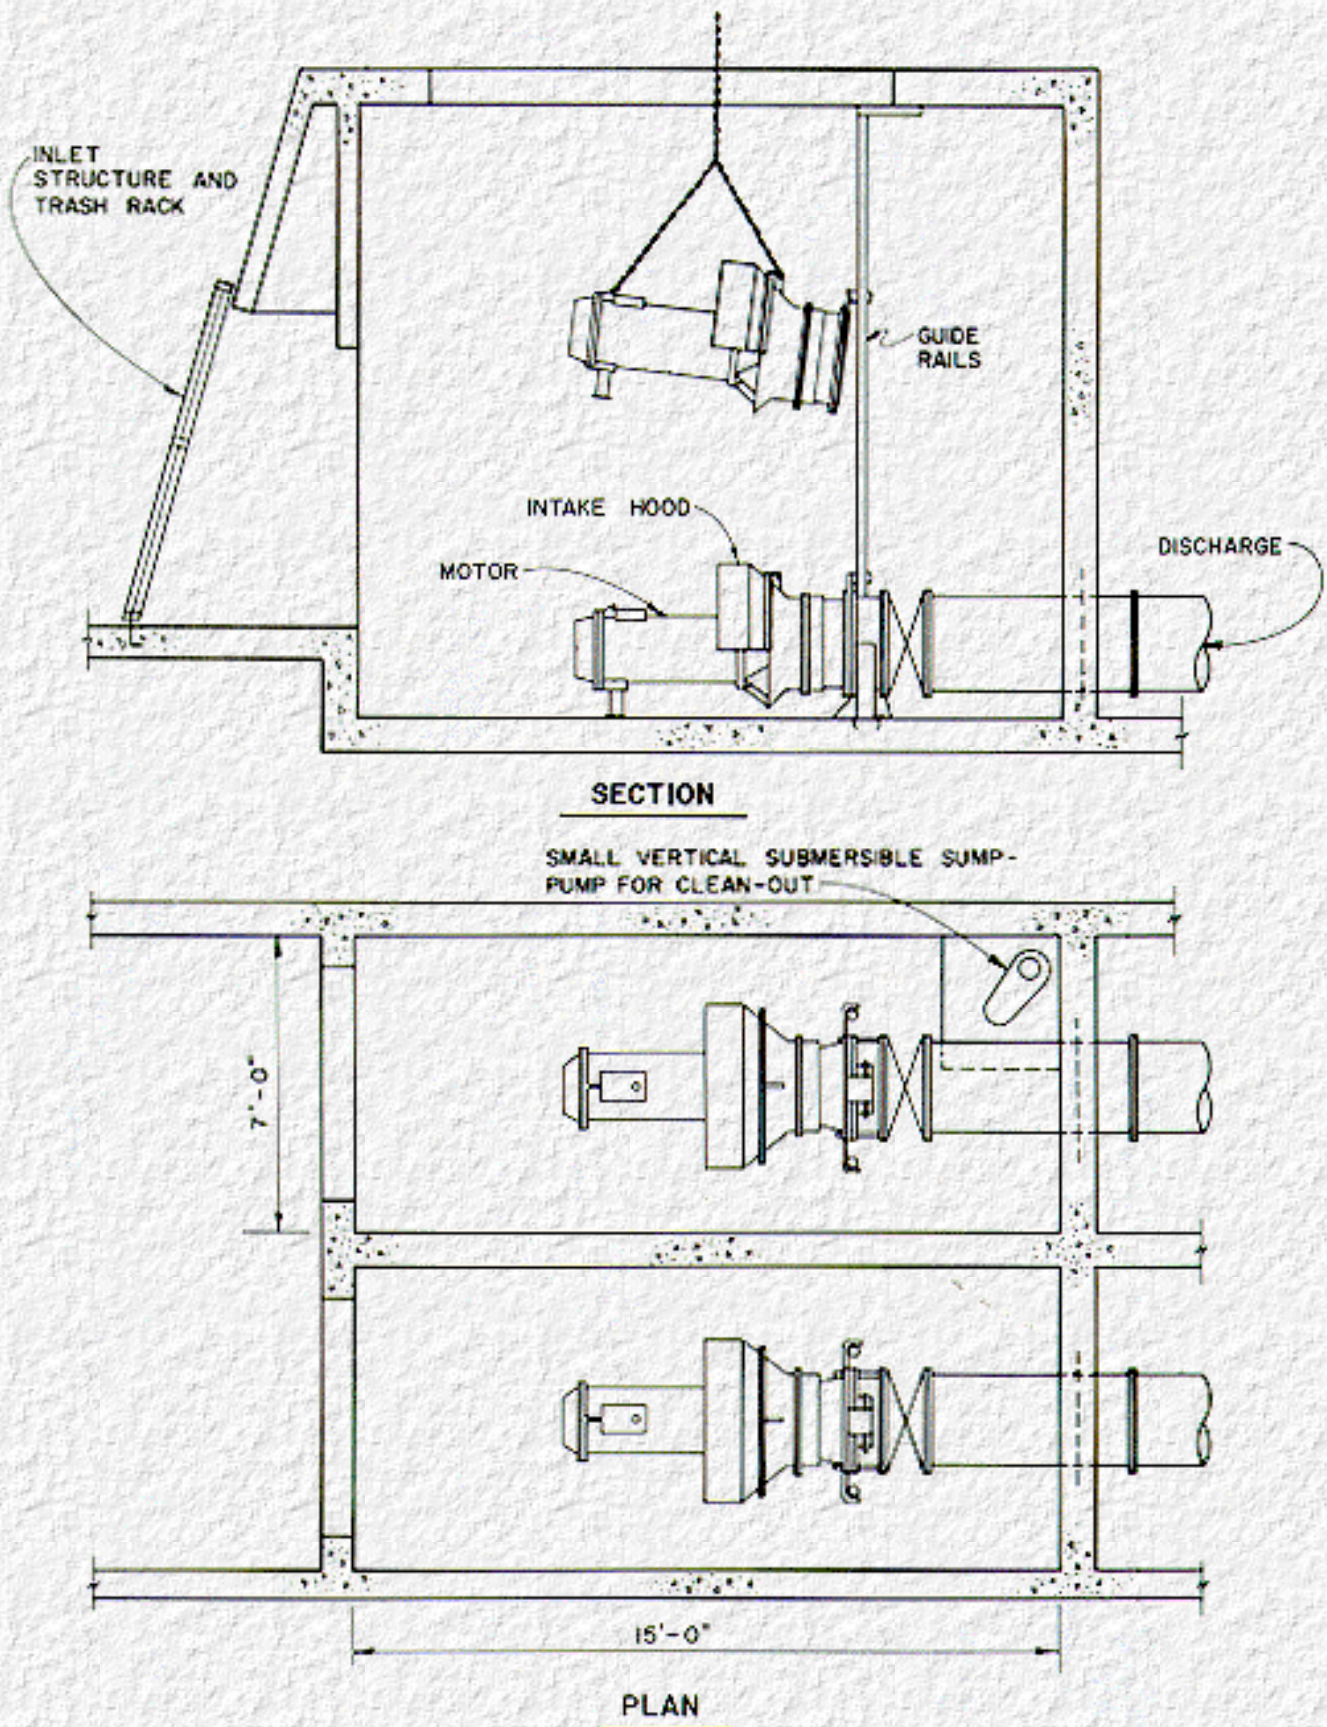 INLET
STRUCTURE AND
TRASH RACK
GUIDE
RAILS
INTAKE HOOD
MOTOR
DISCHARGE
SECTION
SMALL VERTICAL SUBMERSIBLE SUMP-
PUMP FOR CLEAN-OUT
7'-0"
15'-0"
PLAN